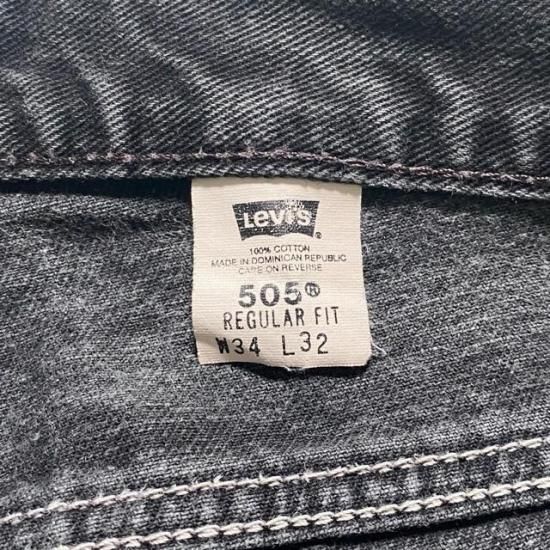 Levi's ®
100% COTTON
MADE IN DOMINICAN REPUBLIC
CARE ON REVERSE
505®
REGULAR FIT
W34 L32